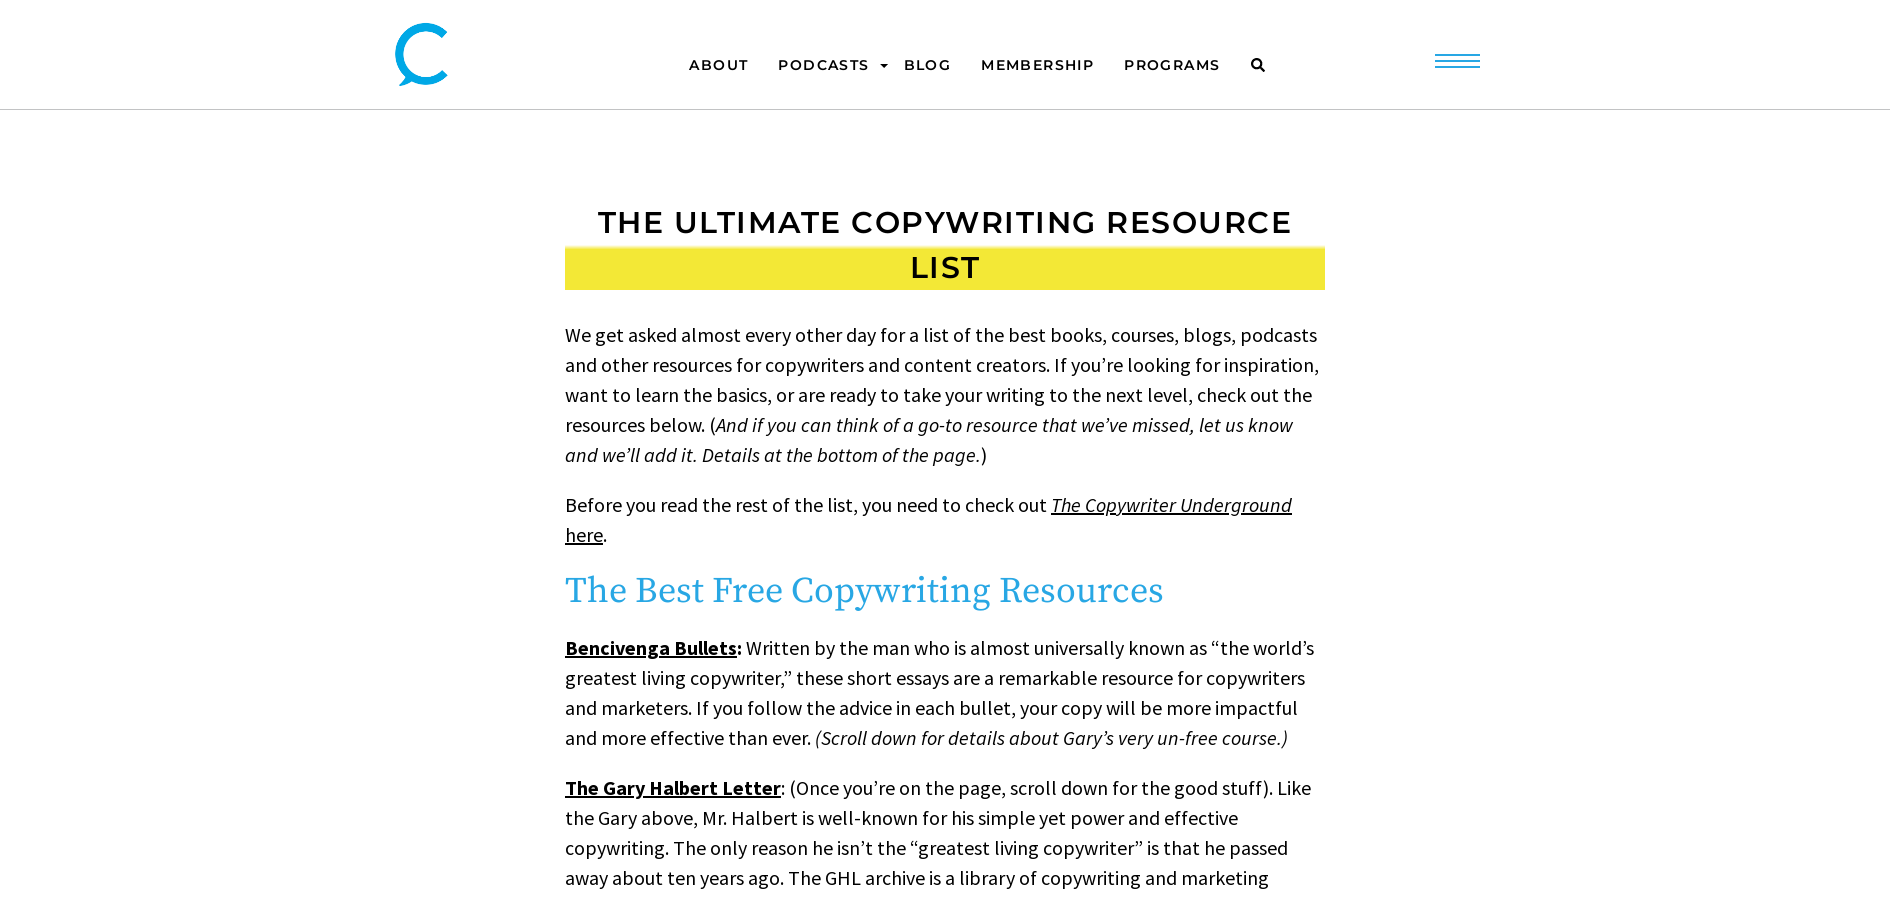 ABOUT PODCASTS BLOG MEMBERSHIP PROGRAMS
THE ULTIMATE COPYWRITING RESOURCE
LIST
We get asked almost every other day for a list of the best books, courses, blogs, podcasts
and other resources for copywriters and content creators. If you’re looking for inspiration,
want to learn the basics, or are ready to take your writing to the next level, check out the
resources below. (And if you can think of a go-to resource that we’ve missed, let us know
and we’ll add it. Details at the bottom of the page.)
Before you read the rest of the list, you need to check out The Copywriter Underground
here.
The Best Free Copywriting Resources
Bencivenga Bullets: Written by the man who is almost universally known as “the world’s
greatest living copywriter,” these short essays are a remarkable resource for copywriters
and marketers. If you follow the advice in each bullet, your copy will be more impactful
and more effective than ever. (Scroll down for details about Gary’s very un-free course.)
The Gary Halbert Letter: (Once you’re on the page, scroll down for the good stuff). Like
the Gary above, Mr. Halbert is well-known for his simple yet power and effective
copywriting. The only reason he isn’t the “greatest living copywriter” is that he passed
away about ten years ago. The GHL archive is a library of copywriting and marketing